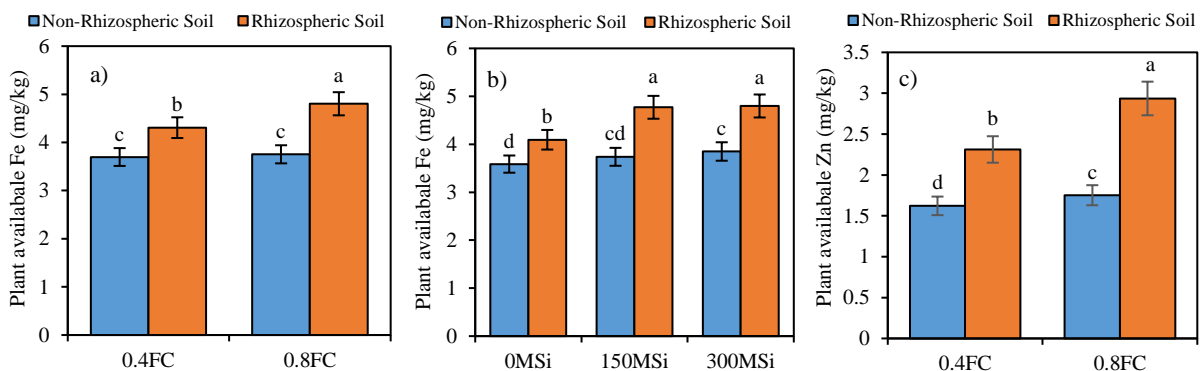 Non-Rhizospheric Soil Rhizospheric Soil
a)
Plant availabale Fe (mg/kg)
6
5
4
3
2
1
0
c b c a
0.4FC 0.8FC
Non-Rhizospheric Soil Rhizospheric Soil
b)
Plant availabale Fe (mg/kg)
6
5
4
3
2
1
0
d b cd a c a
0MSi 150MSi 300MSi
Non-Rhizospheric Soil Rhizospheric Soil
c)
Plant availabale Zn (mg/kg)
3.5
3
2.5
2
1.5
1
0.5
0
d b c a
0.4FC 0.8FC